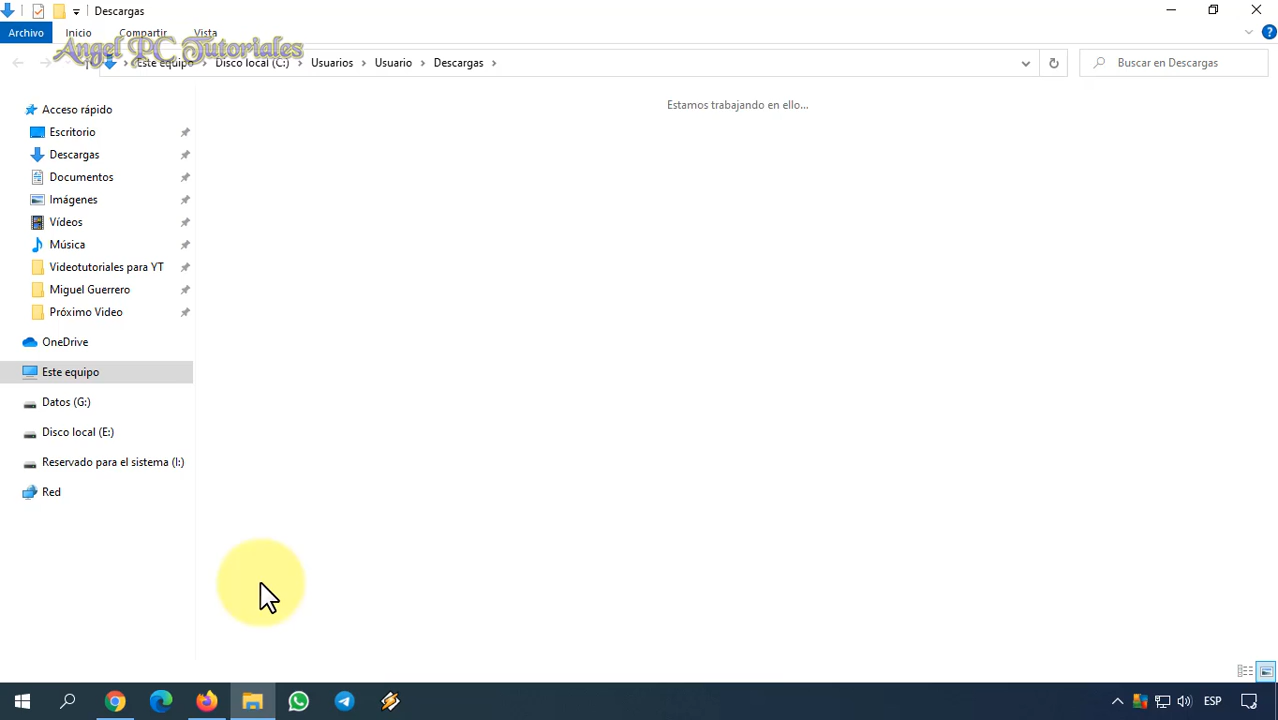 Descargas
Archivo Inicio Compartir Vista
Angel PC Tutoriales
Este equipo Disco local (C:) Usuarios Usuario Descargas
Buscar en Descargas
Estamos trabajando en ello...
Acceso rápido
Escritorio
Descargas
Documentos
Imágenes
Vídeos
Música
Videotutoriales para YT
Miguel Guerrero
Próximo Video
OneDrive
Este equipo
Datos (G:)
Disco local (E:)
Reservado para el sistema (I:)
Red
ESP